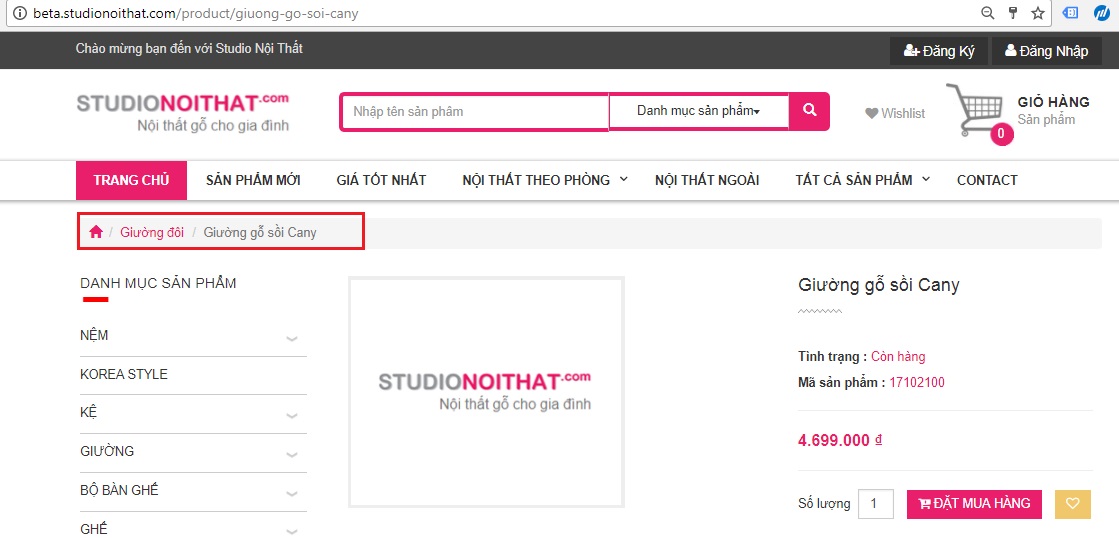 beta.studionoithat.com/product/giuong-go-soi-cany
Chào mừng bạn đến với Studio Nội Thất
Đăng Ký
Đăng Nhập
STUDIONOITHAT.com
Nội thất gỗ cho gia đình
Nhập tên sản phẩm
Danh mục sản phẩm
Wishlist
0
GIỎ HÀNG
Sản phẩm
TRANG CHỦ SẢN PHẨM MỚI GIÁ TỐT NHẤT NỘI THẤT THEO PHÒNG NỘI THẤT NGOÀI TẤT CẢ SẢN PHẨM CONTACT
/ Giường đôi / Giường gỗ sồi Cany
DANH MỤC SẢN PHẨM
NỆM
KOREA STYLE
KỆ
GIƯỜNG
BỘ BÀN GHẾ
GHẾ
STUDIONOITHAT.com
Nội thất gỗ cho gia đình
Giường gỗ sồi Cany
Tình trạng : Còn hàng
Mã sản phẩm : 17102100
4.699.000 ₫
Số lượng 1 ĐẶT MUA HÀNG